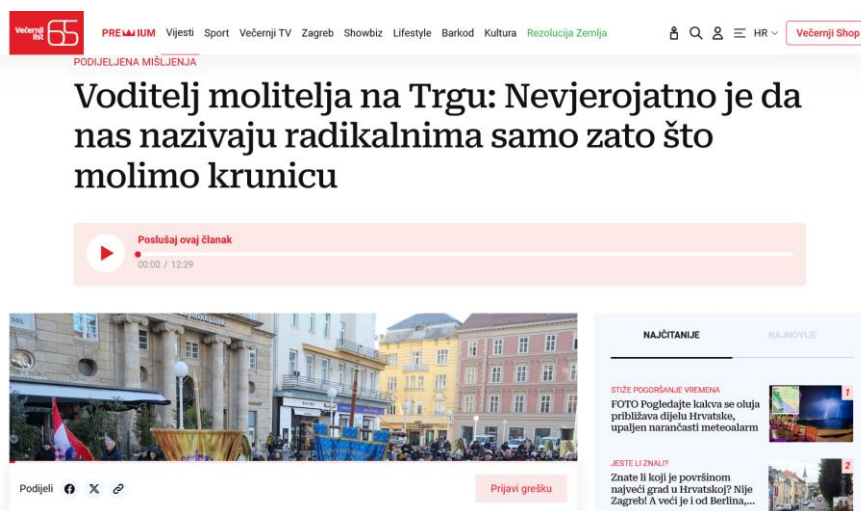 Večernji
list
65
PREMIUM Vijesti Sport Večernji TV Zagreb Showbiz Lifestyle Barkod Kultura Rezolucija Zemlja HR Večernji Shop
PODIJELJENA MIŠLJENJA
Voditelj molitelja na Trgu: Nevjerojatno je da
nas nazivaju radikalnima samo zato što
molimo krunicu
Poslušaj ovaj članak
00:00 / 12:29
NAJČITANIJE NAJNOVIJE
STIŽE POGORŠANJE VREMENA
FOTO Pogledajte kakva se oluja
približava dijelu Hrvatske,
upaljen narančasti meteoalarm
1
JESTE LI ZNALI?
Znate li koji je površinom
najveći grad u Hrvatskoj? Nije
Zagreb! A veći je i od Berlina,...
2
Podijeli
Prijavi grešku